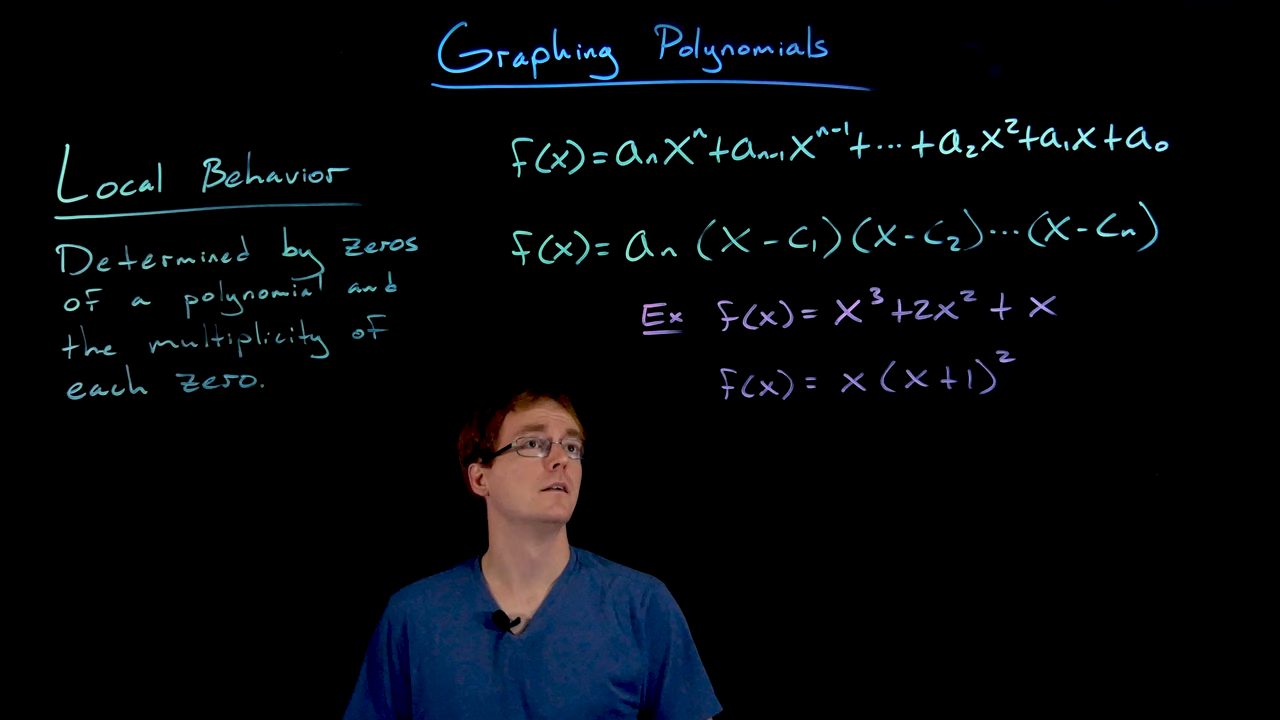 Graphing Polynomials
Local Behavior
Determined by zeros
of a polynomial and
the multiplicity of
each zero.
f(x)=aₙxⁿ+aₙ₋₁xⁿ⁻¹+...+a₂x²+a₁x+a₀
f(x)=aₙ(x-c₁)(x-c₂)...(x-cₙ)
Ex f(x)=x³+2x²+x
f(x)=x(x+1)²